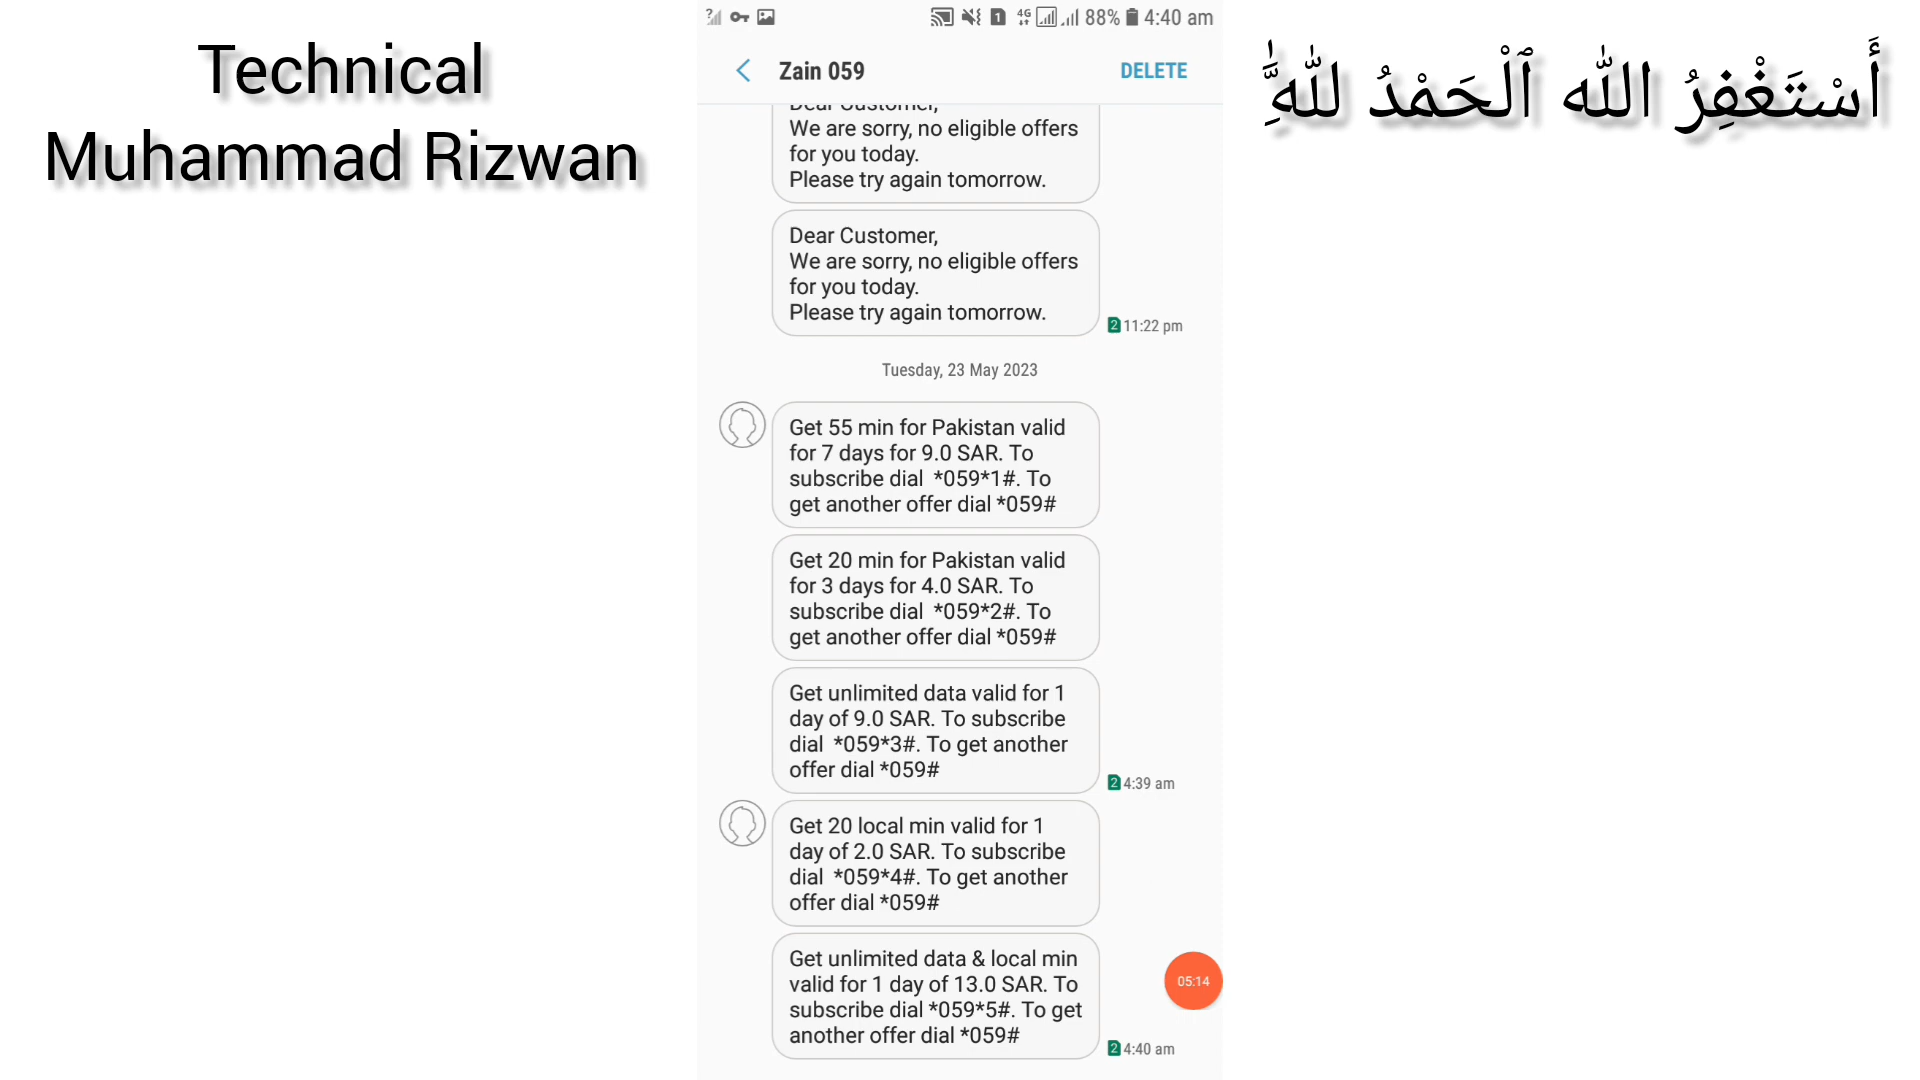 Technical
Muhammad Rizwan
أَسْتَغْفِرُ اللّٰه ٱلْحَمْدُ لِلّٰهِ
88% 4:40 am
Zain 059
DELETE
Dear Customer,
We are sorry, no eligible offers
for you today.
Please try again tomorrow.
Dear Customer,
We are sorry, no eligible offers
for you today.
Please try again tomorrow.
2 11:22 pm
Tuesday, 23 May 2023
Get 55 min for Pakistan valid
for 7 days for 9.0 SAR. To
subscribe dial *059*1#. To
get another offer dial *059#
Get 20 min for Pakistan valid
for 3 days for 4.0 SAR. To
subscribe dial *059*2#. To
get another offer dial *059#
Get unlimited data valid for 1
day of 9.0 SAR. To subscribe
dial *059*3#. To get another
offer dial *059#
2 4:39 am
Get 20 local min valid for 1
day of 2.0 SAR. To subscribe
dial *059*4#. To get another
offer dial *059#
Get unlimited data & local min
valid for 1 day of 13.0 SAR. To
subscribe dial *059*5#. To get
another offer dial *059#
2 4:40 am
05:14